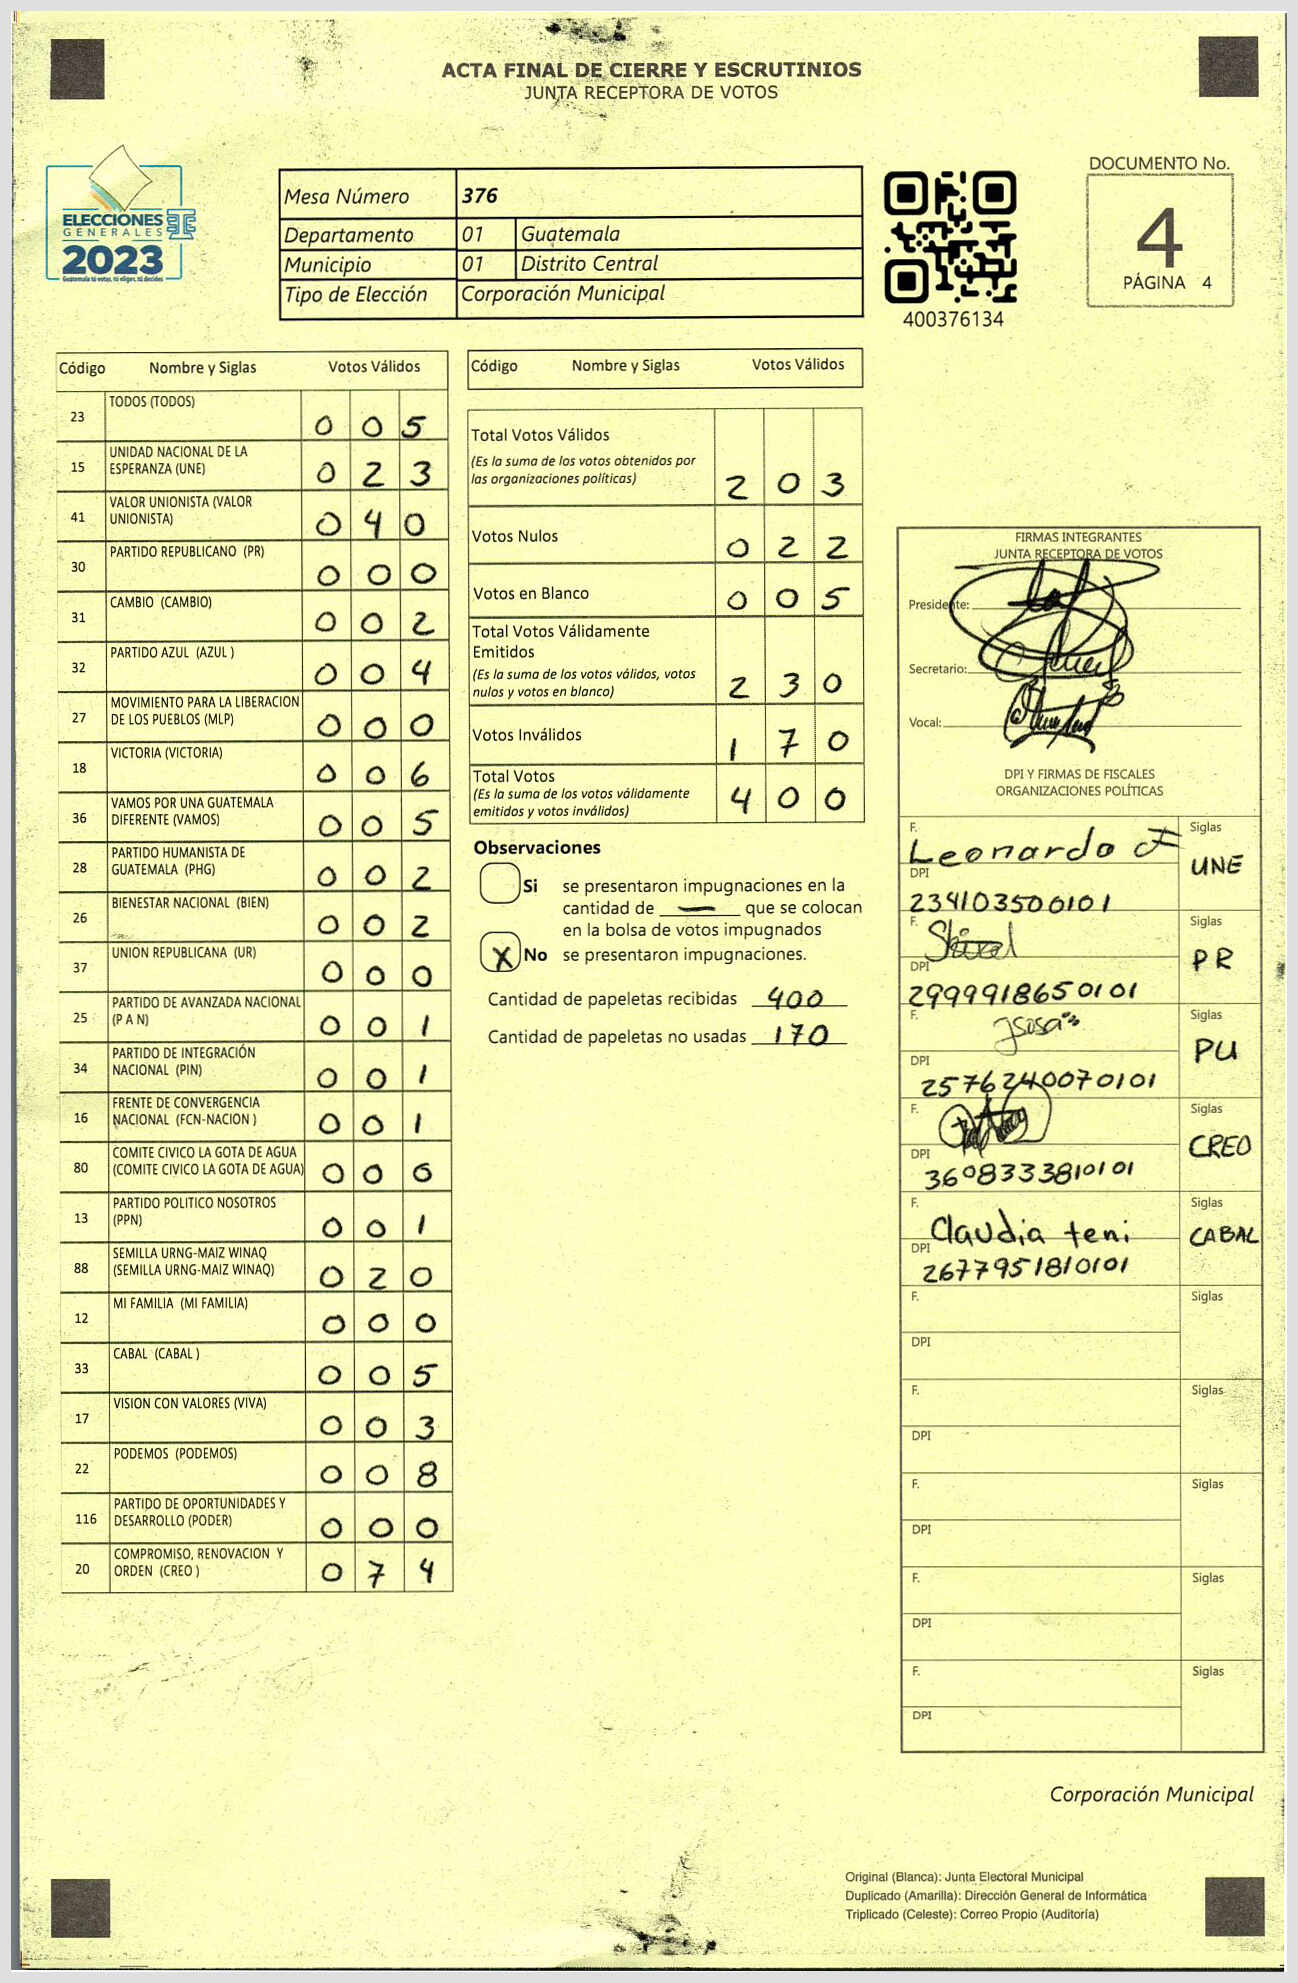 ACTA FINAL DE CIERRE Y ESCRUTINIOS
JUNTA RECEPTORA DE VOTOS
ELECCIONES
GENERALES
2023
Guatemala tú votas, tú eliges, tú decides
Mesa Número 376
Departamento 01 Guatemala
Municipio 01 Distrito Central
Tipo de Elección Corporación Municipal
400376134
DOCUMENTO No.
4
PÁGINA 4
Código Nombre y Siglas Votos Válidos
23 TODOS (TODOS) 0 0 5
15 UNIDAD NACIONAL DE LA ESPERANZA (UNE) 0 2 3
41 VALOR UNIONISTA (VALOR UNIONISTA) 0 4 0
30 PARTIDO REPUBLICANO (PR) 0 0 0
31 CAMBIO (CAMBIO) 0 0 2
32 PARTIDO AZUL (AZUL ) 0 0 4
27 MOVIMIENTO PARA LA LIBERACION DE LOS PUEBLOS (MLP) 0 0 0
18 VICTORIA (VICTORIA) 0 0 6
36 VAMOS POR UNA GUATEMALA DIFERENTE (VAMOS) 0 0 5
28 PARTIDO HUMANISTA DE GUATEMALA (PHG) 0 0 2
26 BIENESTAR NACIONAL (BIEN) 0 0 2
37 UNION REPUBLICANA (UR) 0 0 0
25 PARTIDO DE AVANZADA NACIONAL (P A N) 0 0 1
34 PARTIDO DE INTEGRACIÓN NACIONAL (PIN) 0 0 1
16 FRENTE DE CONVERGENCIA NACIONAL (FCN-NACION ) 0 0 1
80 COMITE CIVICO LA GOTA DE AGUA (COMITE CIVICO LA GOTA DE AGUA) 0 0 0
13 PARTIDO POLITICO NOSOTROS (PPN) 0 0 1
88 SEMILLA URNG-MAIZ WINAQ (SEMILLA URNG-MAIZ WINAQ) 0 2 0
12 MI FAMILIA (MI FAMILIA) 0 0 0
33 CABAL (CABAL ) 0 0 5
17 VISION CON VALORES (VIVA) 0 0 3
22 PODEMOS (PODEMOS) 0 0 8
116 PARTIDO DE OPORTUNIDADES Y DESARROLLO (PODER) 0 0 0
20 COMPROMISO, RENOVACION Y ORDEN (CREO ) 0 7 4
Código Nombre y Siglas Votos Válidos
Total Votos Válidos 2 0 3
(Es la suma de los votos obtenidos por
las organizaciones políticas)
Votos Nulos 0 2 2
Votos en Blanco 0 0 5
Total Votos Válidamente
Emitidos 2 3 0
(Es la suma de los votos válidos, votos
nulos y votos en blanco)
Votos Inválidos 1 7 0
Total Votos 4 0 0
(Es la suma de los votos válidamente
emitidos y votos inválidos)
Observaciones
Si se presentaron impugnaciones en la
cantidad de — que se colocan
en la bolsa de votos impugnados
X No se presentaron impugnaciones.
Cantidad de papeletas recibidas 400
Cantidad de papeletas no usadas 170
FIRMAS INTEGRANTES
JUNTA RECEPTORA DE VOTOS
Presidente:
Secretario:
Vocal:
DPI Y FIRMAS DE FISCALES
ORGANIZACIONES POLÍTICAS
F. Leonardo Siglas UNE
DPI 234103500101
F. Siglas PR
DPI 2999918650101
F. Jsosa Siglas PU
DPI 2576240070101
F. Siglas CREO
DPI 3608333810101
F. Claudia teni Siglas CABAL
DPI 2677951810101
F. Siglas
DPI
F. Siglas
DPI
F. Siglas
DPI
F. Siglas
DPI
F. Siglas
DPI
Corporación Municipal
Original (Blanca): Junta Electoral Municipal
Duplicado (Amarilla): Dirección General de Informática
Triplicado (Celeste): Correo Propio (Auditoría)